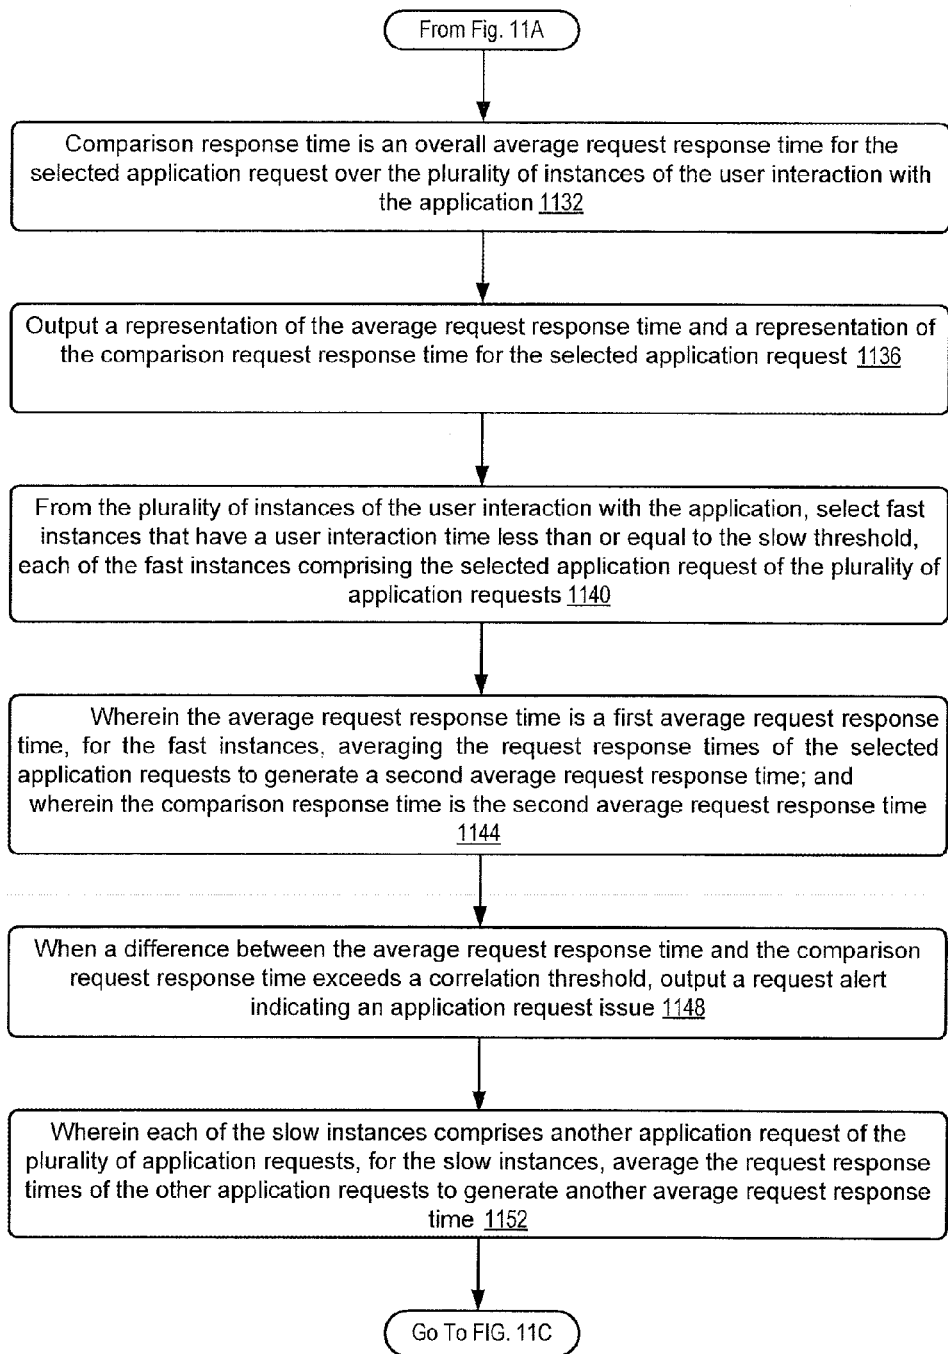 From Fig. 11A
Comparison response time is an overall average request response time for the
selected application request over the plurality of instances of the user interaction with
the application 1132
Output a representation of the average request response time and a representation of
the comparison request response time for the selected application request 1136
From the plurality of instances of the user interaction with the application, select fast
instances that have a user interaction time less than or equal to the slow threshold,
each of the fast instances comprising the selected application request of the plurality of
application requests 1140
Wherein the average request response time is a first average request response
time, for the fast instances, averaging the request response times of the selected
application requests to generate a second average request response time; and
wherein the comparison response time is the second average request response time
1144
When a difference between the average request response time and the comparison
request response time exceeds a correlation threshold, output a request alert
indicating an application request issue 1148
Wherein each of the slow instances comprises another application request of the
plurality of application requests, for the slow instances, average the request response
times of the other application requests to generate another average request response
time 1152
Go To FIG. 11C